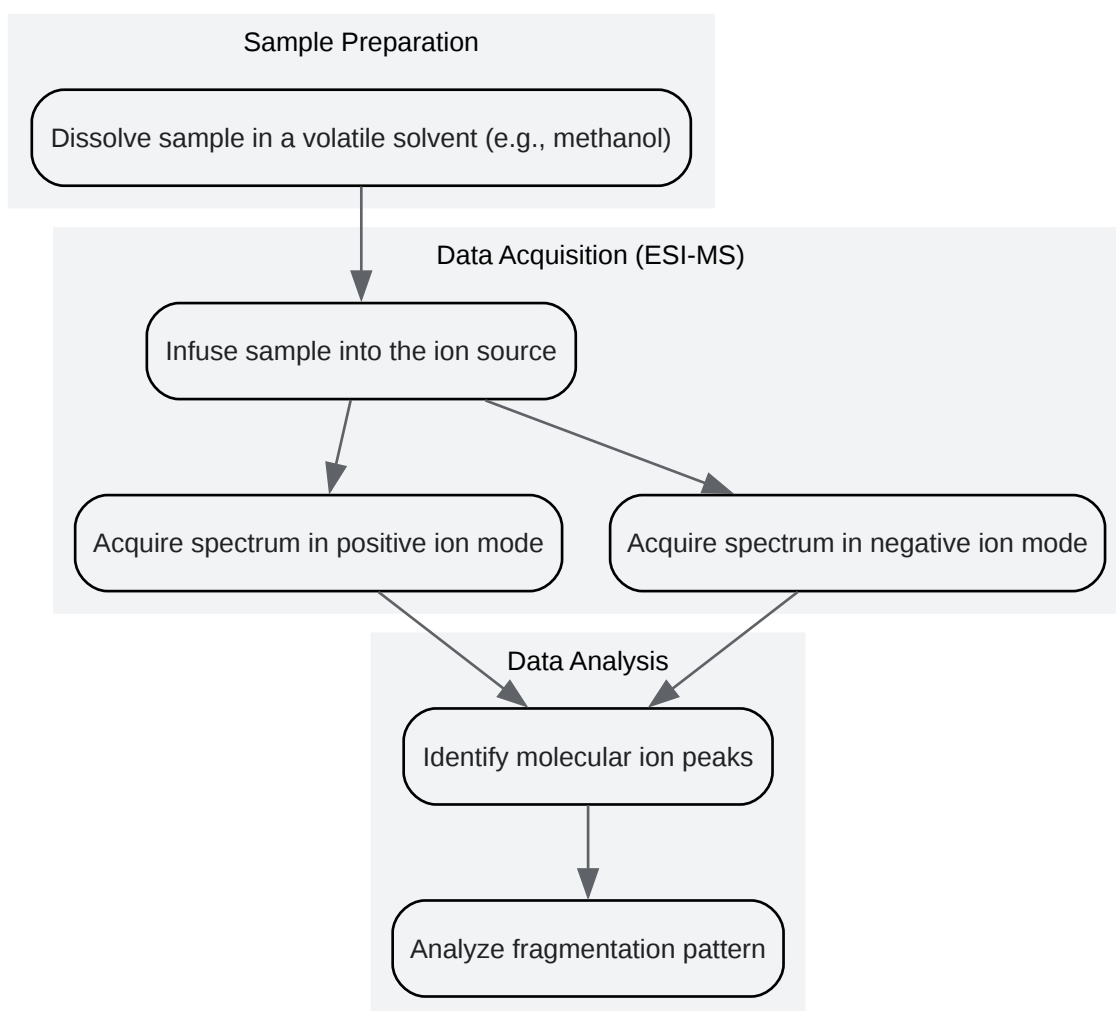 Sample Preparation
Dissolve sample in a volatile solvent (e.g., methanol)
Data Acquisition (ESI-MS)
Infuse sample into the ion source
Acquire spectrum in positive ion mode
Acquire spectrum in negative ion mode
Data Analysis
Identify molecular ion peaks
Analyze fragmentation pattern